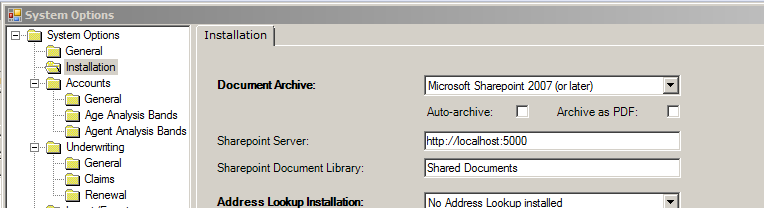 System Options
System Options
General
Installation
Accounts
General
Age Analysis Bands
Agent Analysis Bands
Underwriting
General
Claims
Renewal
Installation
Document Archive: Microsoft Sharepoint 2007 (or later)
Auto-archive: Archive as PDF:
Sharepoint Server: http://localhost:5000
Sharepoint Document Library: Shared Documents
Address Lookup Installation: No Address Lookup installed